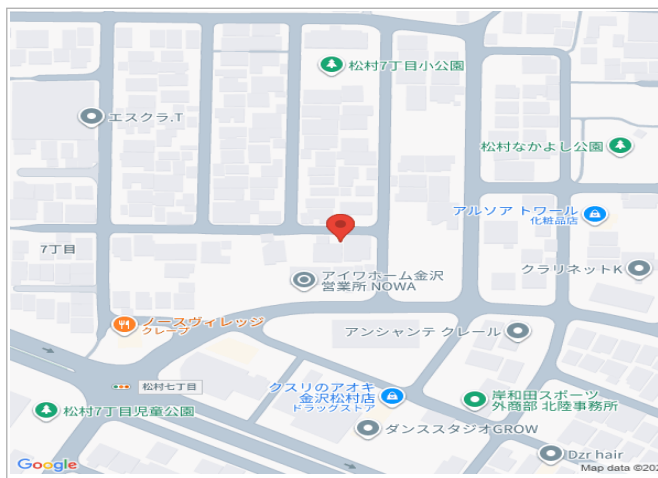 松村7丁目小公園
エスクラ.T
松村なかよし公園
アルソア トワール
化粧品店
7丁目
クラリネットK
アイワホーム金沢
営業所 NOWA
ノースヴィレッジ
クレープ
アンシャンテ クレール
松村七丁目
クスリのアオキ
金沢松村店
ドラッグストア
岸和田スポーツ
外商部 北陸事務所
松村7丁目児童公園
ダンススタジオGROW
Dzr hair
Google
Map data ©202